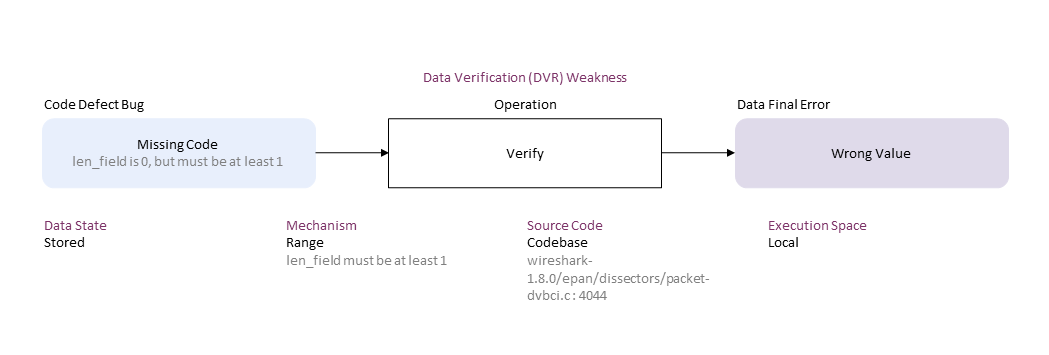 Data Verification (DVR) Weakness
Code Defect Bug
Operation
Data Final Error
Missing Code
len_field is 0, but must be at least 1
Verify
Wrong Value
Data State
Stored
Mechanism
Range
len_field must be at least 1
Source Code
Codebase
wireshark-
1.8.0/epan/dissectors/packet-
dvbci.c: 4044
Execution Space
Local